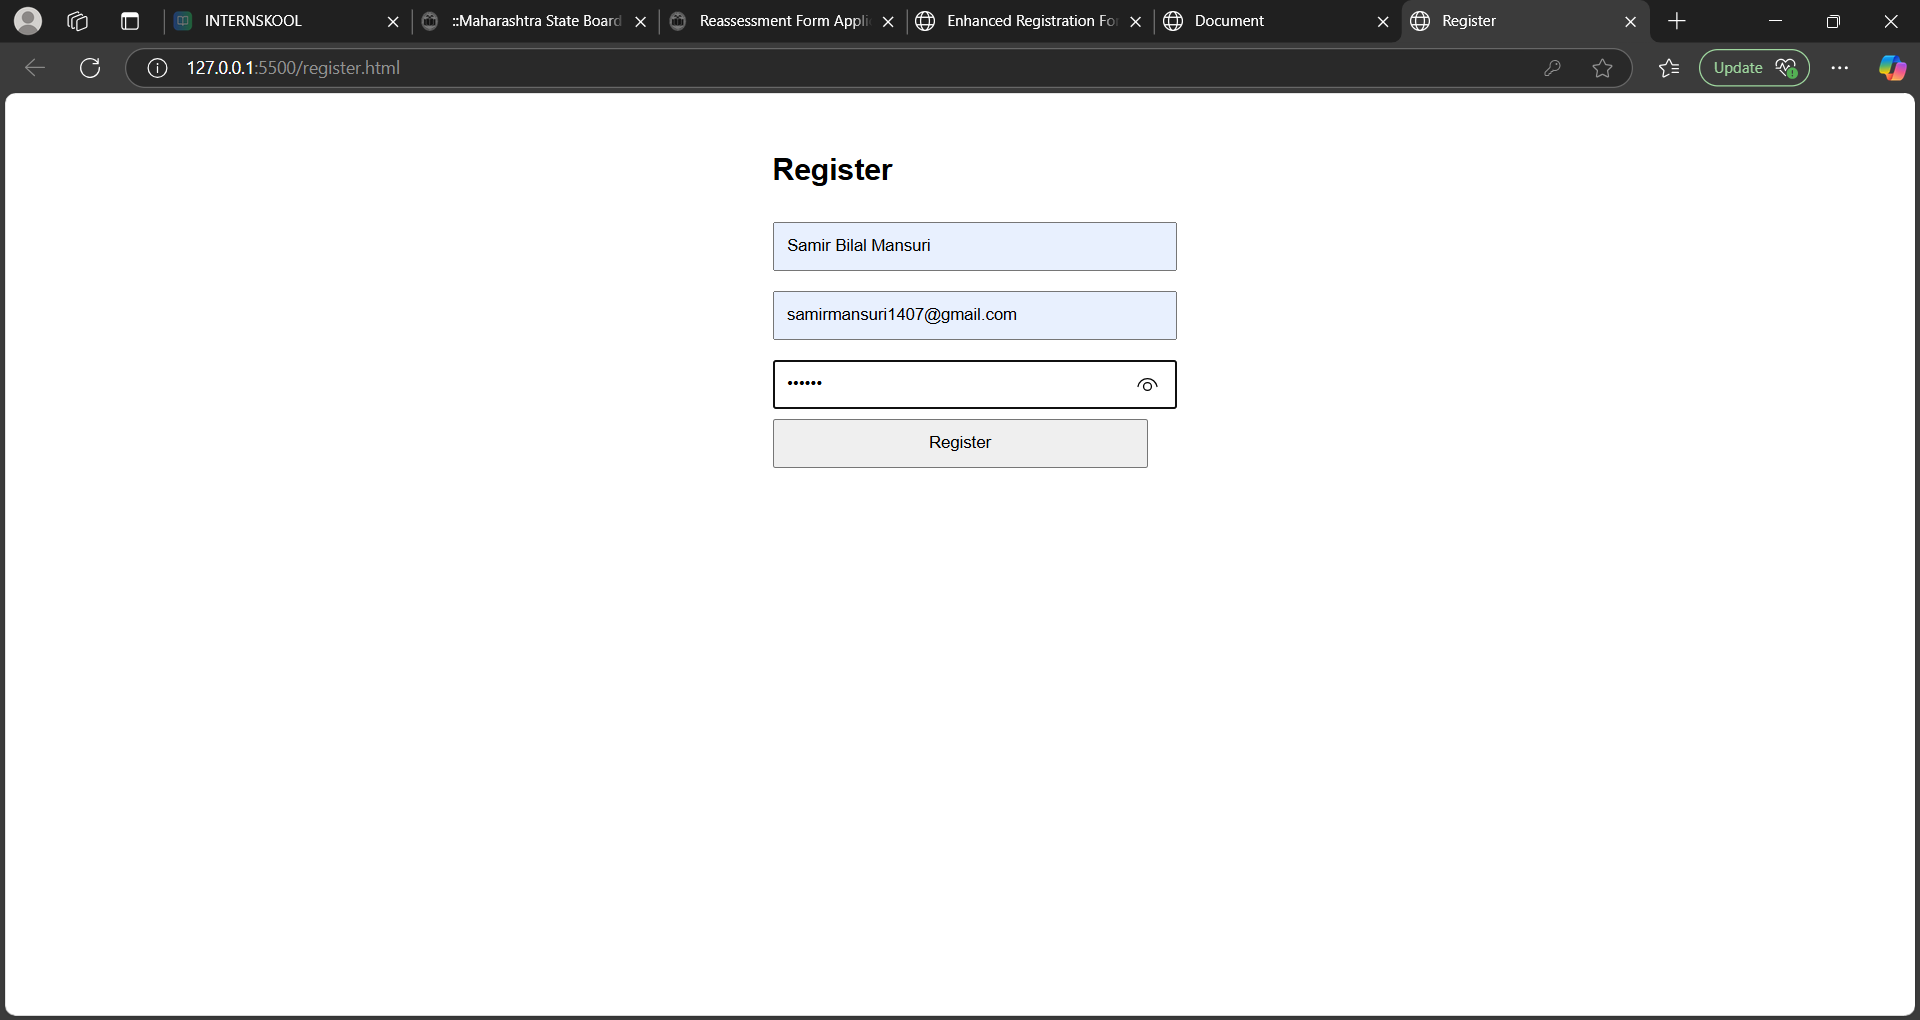 INTERNSKOOL
::Maharashtra State Board
Reassessment Form Appli
Enhanced Registration For
Document
Register
127.0.0.1:5500/register.html
Update
Register
Samir Bilal Mansuri
samirmansuri1407@gmail.com
••••••
Register